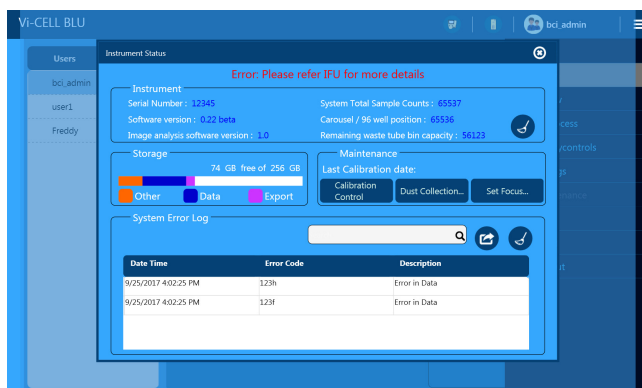 Vi-CELL BLU
bci_admin
Users
bci_admin
user1
Freddy
Instrument Status
Error: Please refer IFU for more details
Instrument
Serial Number : 12345
System Total Sample Counts : 65537
Software version : 0.22 beta
Carousel / 96 well position : 65536
Image analysis software version : 1.0
Remaining waste tube bin capacity : 56123
Storage
74 GB free of 256 GB
Other Data Export
Maintenance
Last Calibration date:
Calibration Control
Dust Collection...
Set Focus...
System Error Log
Date Time Error Code Description
9/25/2017 4:02:25 PM 123h Error in Data
9/25/2017 4:02:25 PM 123f Error in Data
/controls